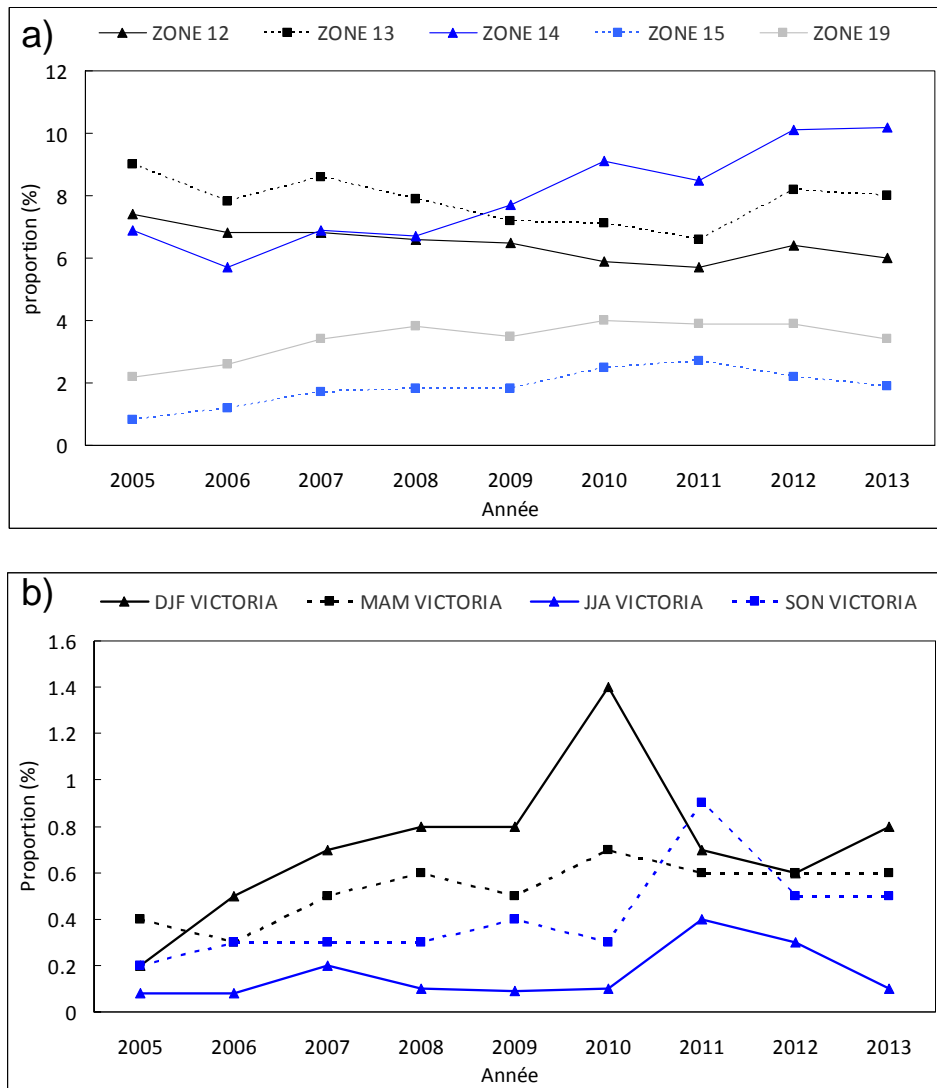 a)
ZONE 12 ZONE 13 ZONE 14 ZONE 15 ZONE 19
12
10
8
6
4
2
0
proportion (%)
2005 2006 2007 2008 2009 2010 2011 2012 2013
Année
b)
DJF VICTORIA MAM VICTORIA JJA VICTORIA SON VICTORIA
1.6
1.4
1.2
1
0.8
0.6
0.4
0.2
0
Proportion (%)
2005 2006 2007 2008 2009 2010 2011 2012 2013
Année